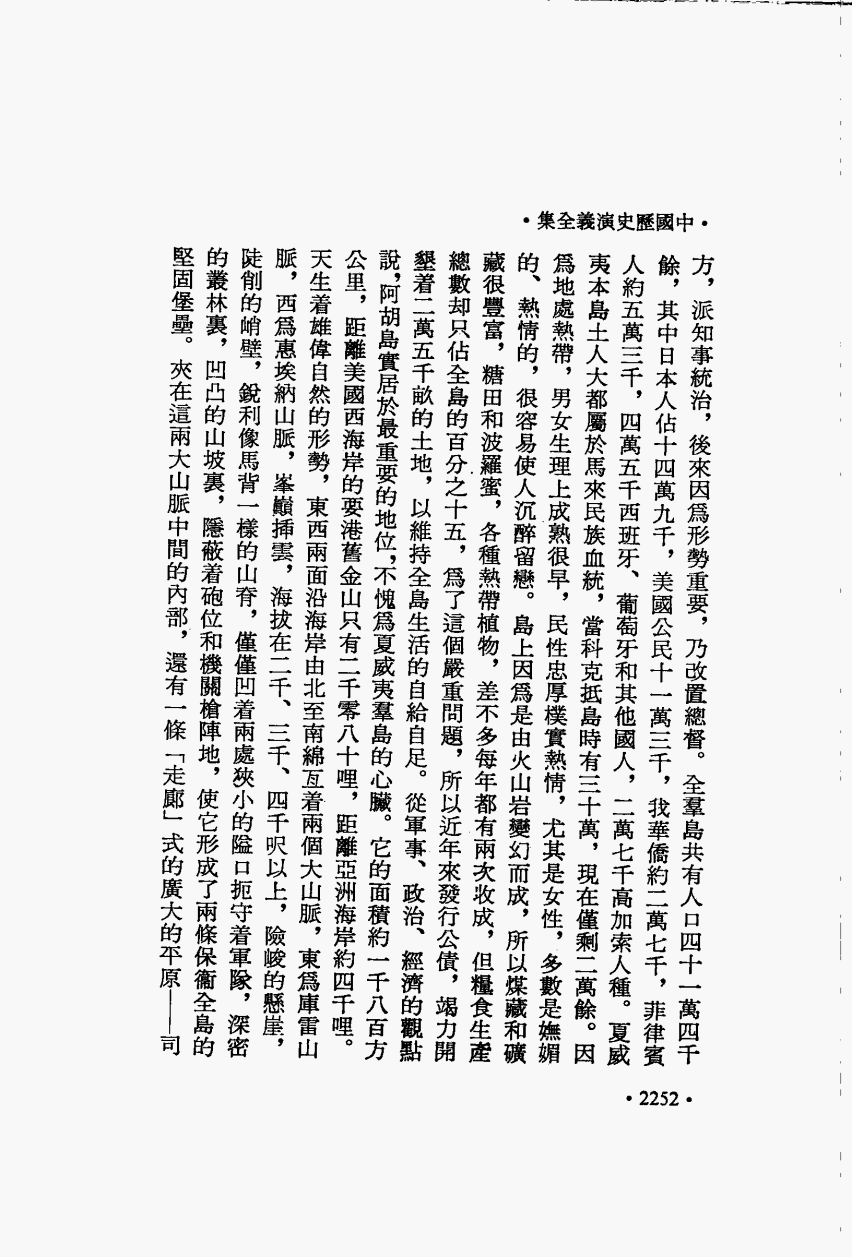 •中國歷史演義全集•
方，派知事統治，後來因爲形勢重要，乃改置總督。全羣島共有人口四十一萬四千
餘，其中日本人佔十四萬九千，美國公民十一萬三千，我華僑約二萬七千，菲律賓
人約五萬三千，四萬五千西班牙、葡萄牙和其他國人，二萬七千高加索人種。夏威
夷本島土人大都屬於馬來民族血統，當科克抵島時有三十萬，現在僅剩二萬餘。因
爲地處熱帶，男女生理上成熟很早，民性忠厚樸實熱情，尤其是女性，多數是嫵媚
的、熱情的，很容易使人沉醉留戀。島上因爲是由火山岩變幻而成，所以煤藏和礦
藏很豐富，糖田和波羅蜜，各種熱帶植物，差不多每年都有兩次收成，但糧食生產
總數却只佔全島的百分之十五，爲了這個嚴重問題，所以近年來發行公債，竭力開
墾着二萬五千畝的土地，以維持全島生活的自給自足。從軍事、政治、經濟的觀點
說，阿胡島實居於最重要的地位，不愧爲夏威夷羣島的心臟。它的面積約一千八百方
公里，距離美國西海岸的要港舊金山只有二千零八十哩，距離亞洲海岸約四千哩。
天生着雄偉自然的形勢，東西兩面沿海岸由北至南綿亙着兩個大山脈，東爲庫雷山
脈，西爲惠埃納山脈，峯巔挿雲，海拔在二千、三千、四千呎以上，險峻的懸崖，
陡削的峭壁，銳利像馬背一樣的山脊，僅僅凹着兩處狹小的隘口扼守着軍隊，深密
的叢林裏，凹凸的山坡裏，隱蔽着砲位和機關槍陣地，使它形成了兩條保衞全島的
堅固堡壘。夾在這兩大山脈中間的內部，還有一條「走廊」式的廣大的平原——司
•2252•